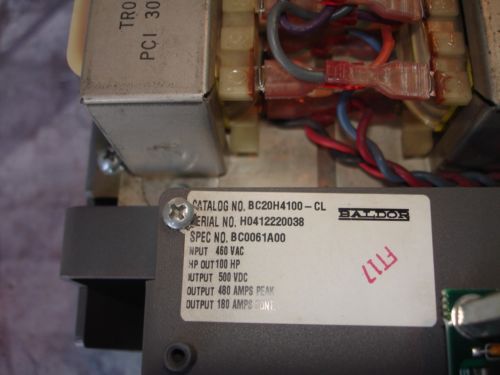 TRO
PCI 30
CATALOG NO. BC20H4100-CL
SERIAL NO. H0412220038
BALDOR
SPEC NO. BC0061A00
INPUT 460 VAC
HP OUT 100 HP
OUTPUT 500 VDC
OUTPUT 480 AMPS PEAK
OUTPUT 180 AMPS CONT.
FT17